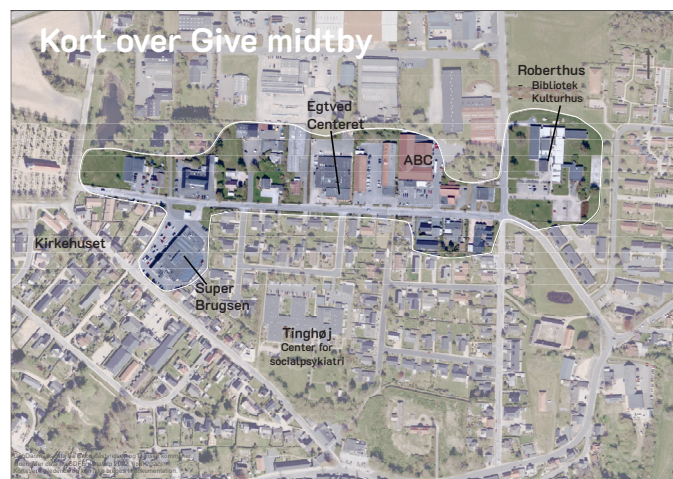 Kort over Give midtby
Roberthus
- Bibliotek
- Kulturhus
Egtved
Centeret
ABC
Kirkehuset
Super
Brugsen
Tinghøj
Center for
socialpsykiatri